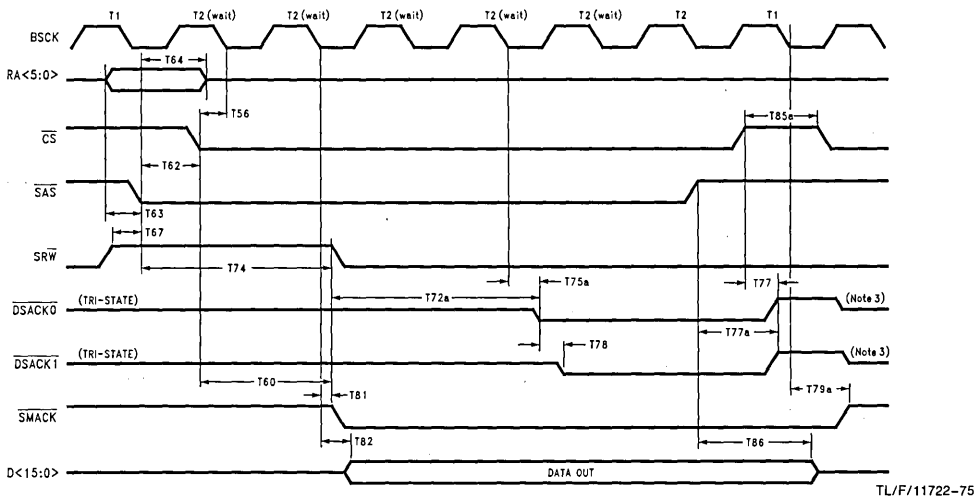 T1 T2 (wait) T2 (wait) T2 (wait) T2 (wait) T2 (wait) T2 T1
BSCK
T64
RA<5:0>
T56
T85a
CS
T62
SAS
T63
T67
SRW
T74
T75a
T77
T72a
(TRI-STATE) (Note 3)
DSACK0
T77a
T78
(TRI-STATE) (Note 3)
DSACK1
T60
T81
T79a
SMACK
T82
T86
D<15:0> DATA OUT
TL/F/11722-75